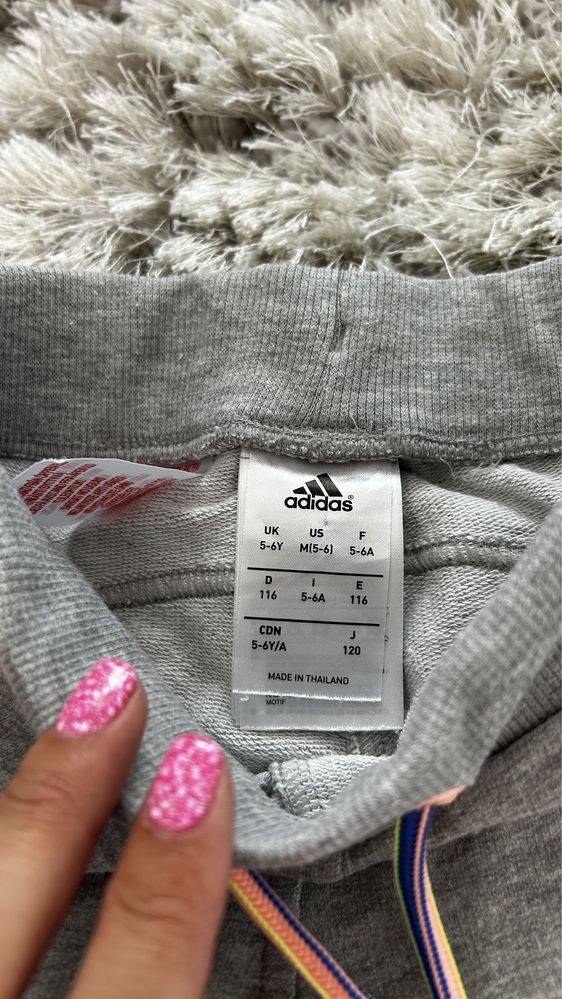 adidas
UK US F
5-6Y M(5-6) 5-6A
D I E
116 5-6A 116
CDN J
5-6Y/A 120
MADE IN THAILAND
MOTIF